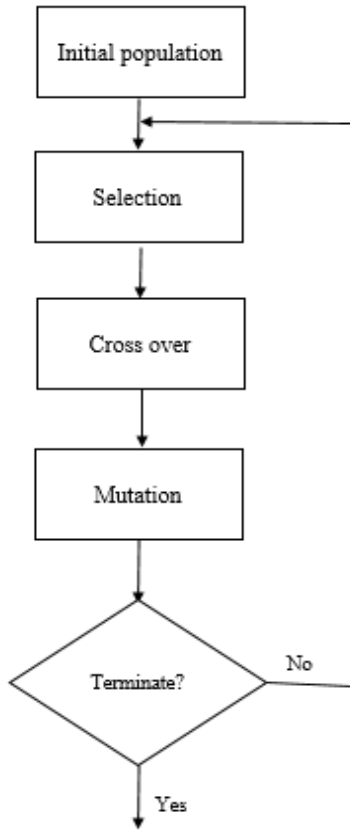 Initial population
Selection
Cross over
Mutation
Terminate?
No
Yes